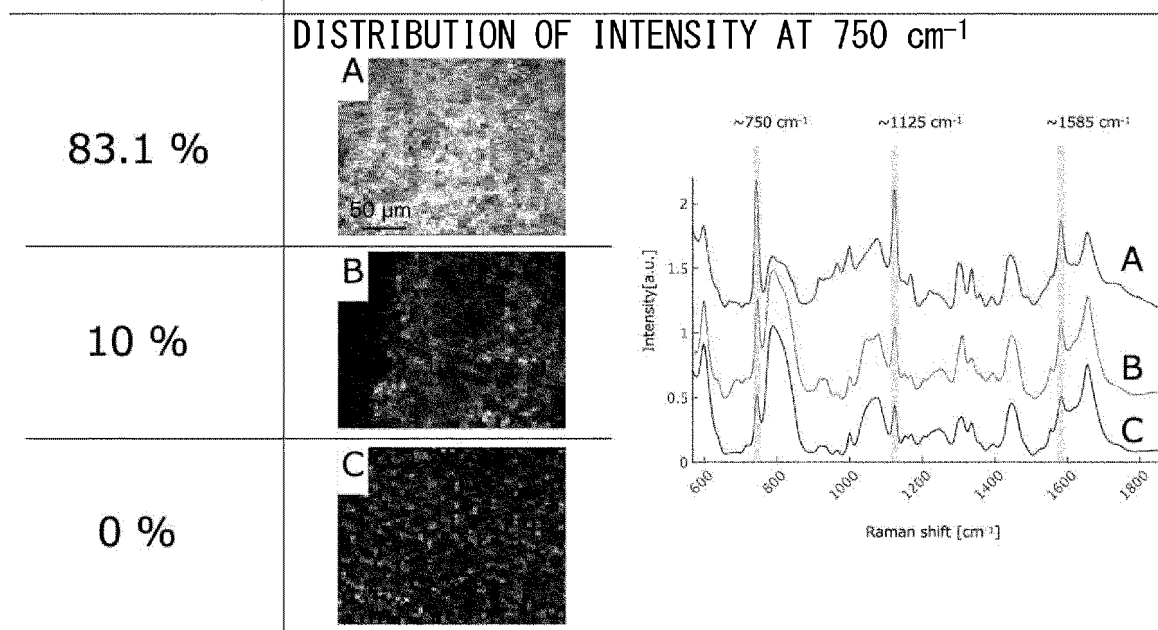 DISTRIBUTION OF INTENSITY AT 750 cm⁻¹
83.1 %
A
50 μm
10 %
B
0 %
C
~750 cm⁻¹
~1125 cm⁻¹
~1585 cm⁻¹
Intensity[a.u.]
2
1.5
1
0.5
0
A
B
C
600
800
1000
1200
1400
1600
1800
Raman shift [cm⁻¹]